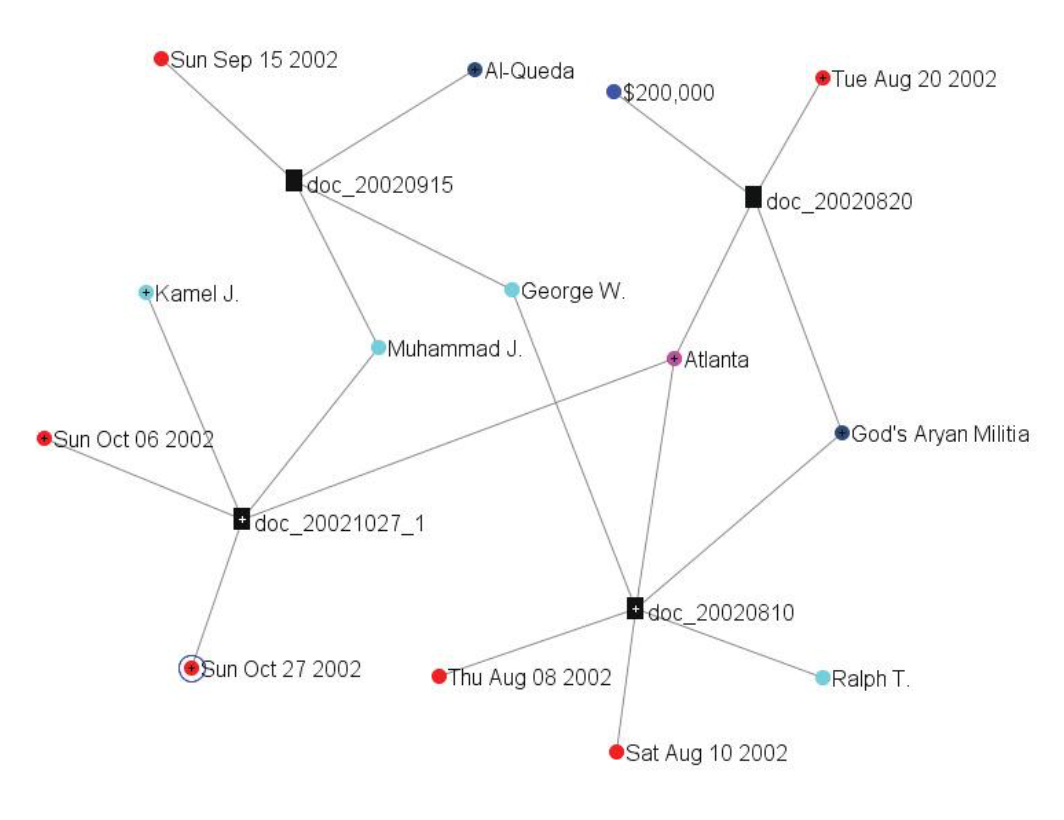 Sun Sep 15 2002
Al-Queda
$200,000
Tue Aug 20 2002
doc_20020915
doc_20020820
Kamel J.
George W.
Muhammad J.
Atlanta
Sun Oct 06 2002
God's Aryan Militia
doc_20021027_1
doc_20020810
Sun Oct 27 2002
Thu Aug 08 2002
Ralph T.
Sat Aug 10 2002